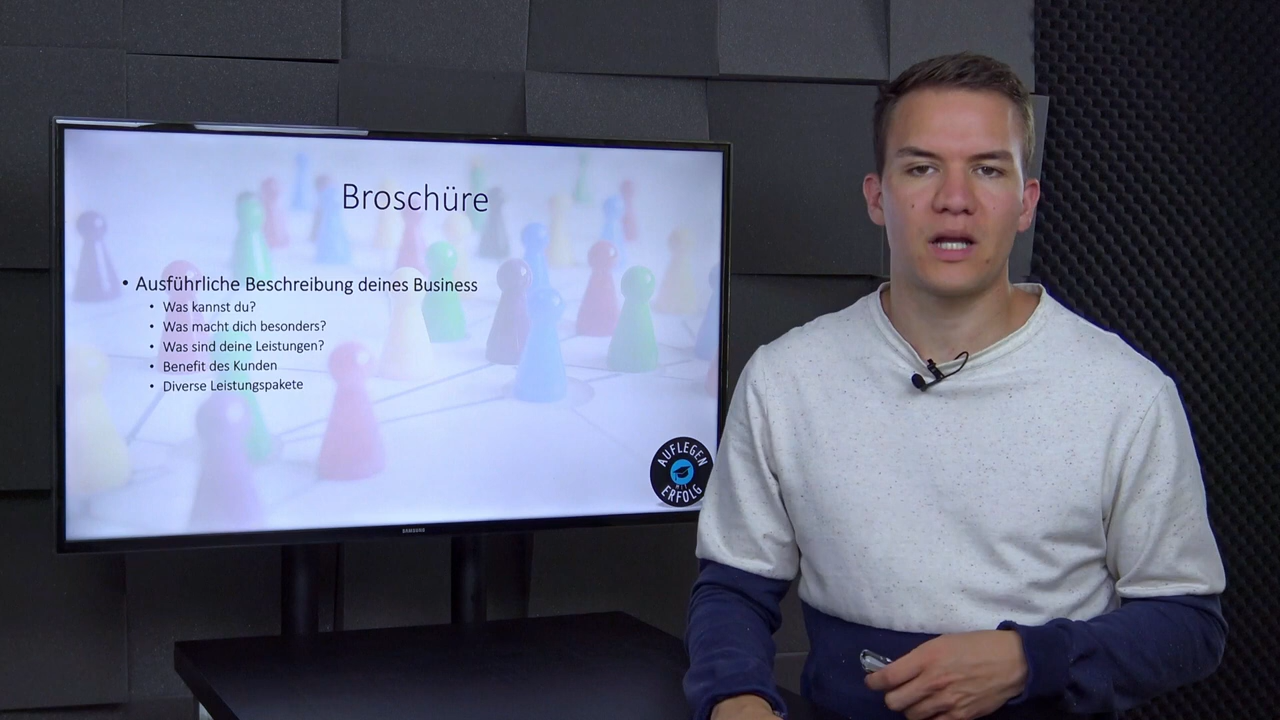 Broschüre
• Ausführliche Beschreibung deines Business
• Was kannst du?
• Was macht dich besonders?
• Was sind deine Leistungen?
• Benefit des Kunden
• Diverse Leistungspakete
AUFLEGEN
MIT
ERFOLG
SAMSUNG